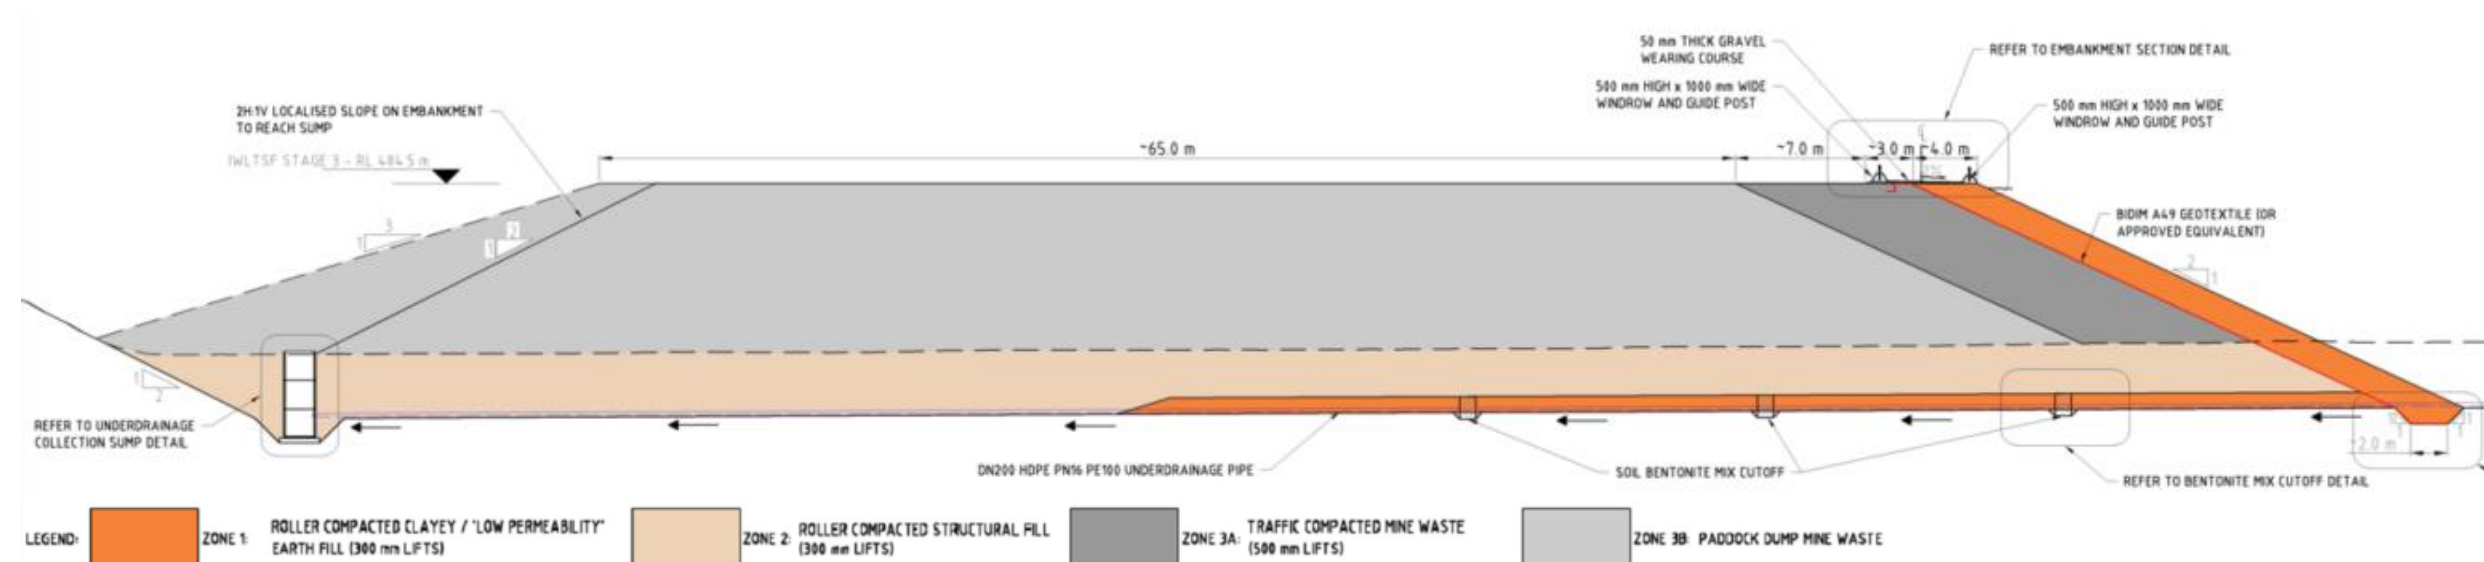 50 mm THICK GRAVEL
WEARING COURSE
REFER TO EMBANKMENT SECTION DETAIL
500 mm HIGH x 1000 mm WIDE
WINDROW AND GUIDE POST
500 mm HIGH x 1000 mm WIDE
WINDROW AND GUIDE POST
2H:1V LOCALISED SLOPE ON EMBANKMENT
TO REACH SUMP
IWLTSF STAGE 3 - RL 484.5 m
~65.0 m
~7.0 m
~3.0 m
~4.0 m
BIDIM A49 GEOTEXTILE (OR
APPROVED EQUIVALENT)
3
1
2
1
2
1
1
2
REFER TO UNDERDRAINAGE
COLLECTION SUMP DETAIL
DN200 HDPE PN16 PE100 UNDERDRAINAGE PIPE
SOIL BENTONITE MIX CUTOFF
REFER TO BENTONITE MIX CUTOFF DETAIL
1
1
~2.0 m
LEGEND:
ZONE 1: ROLLER COMPACTED CLAYEY / "LOW PERMEABILITY"
EARTH FILL (300 mm LIFTS)
ZONE 2: ROLLER COMPACTED STRUCTURAL FILL
(300 mm LIFTS)
ZONE 3A: TRAFFIC COMPACTED MINE WASTE
(500 mm LIFTS)
ZONE 3B: PADDOCK DUMP MINE WASTE